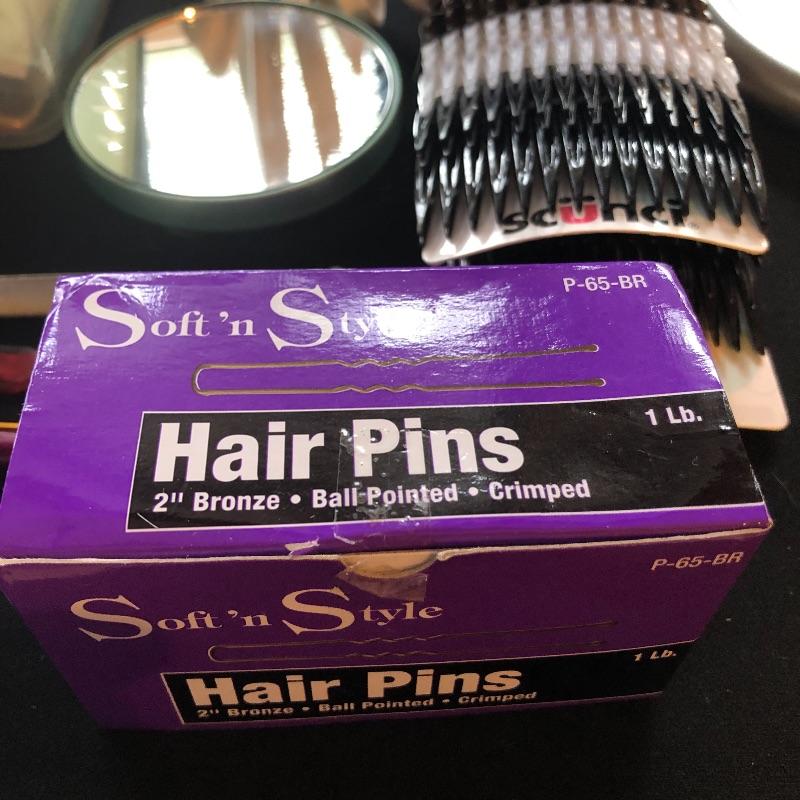 scünci
Soft 'n Style
P-65-BR
1 Lb.
Hair Pins
2" Bronze • Ball Pointed • Crimped
P-65-BR
Soft 'n Style
1 Lb.
Hair Pins
2" Bronze • Ball Pointed • Crimped